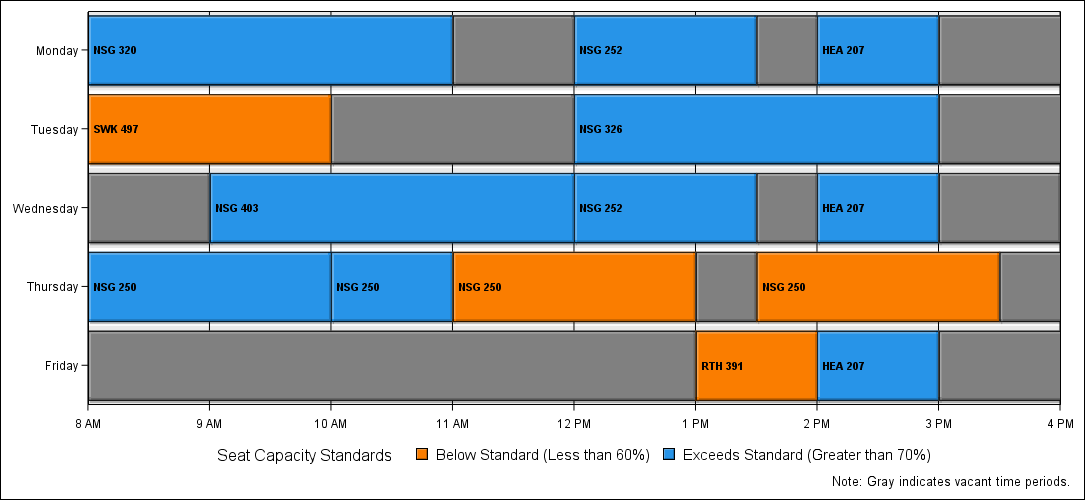 Monday NSG 320 NSG 252 HEA 207
Tuesday SWK 497 NSG 326
Wednesday NSG 403 NSG 252 HEA 207
Thursday NSG 250 NSG 250 NSG 250 NSG 250
Friday RTH 391 HEA 207
8 AM 9 AM 10 AM 11 AM 12 PM 1 PM 2 PM 3 PM 4 PM
Seat Capacity Standards Below Standard (Less than 60%) Exceeds Standard (Greater than 70%)
Note: Gray indicates vacant time periods.